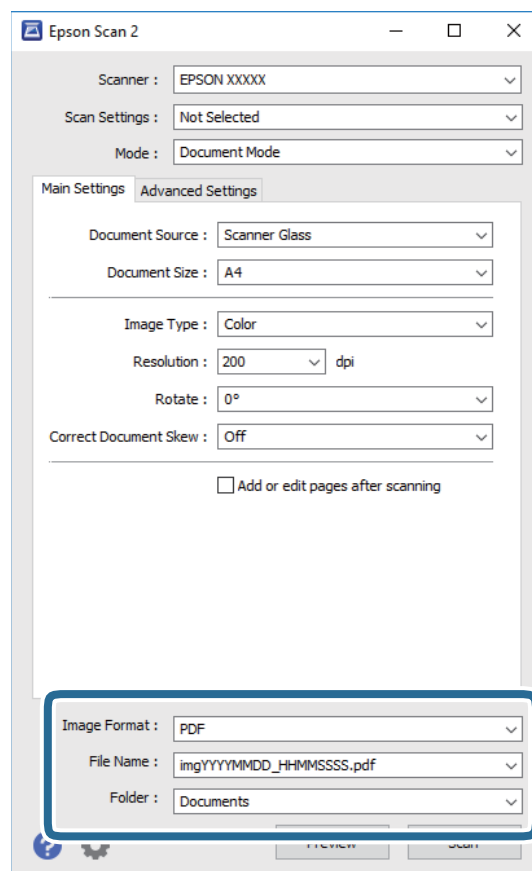 Epson Scan 2
Scanner : EPSON XXXXX
Scan Settings : Not Selected
Mode : Document Mode
Main Settings Advanced Settings
Document Source : Scanner Glass
Document Size : A4
Image Type : Color
Resolution : 200 dpi
Rotate : 0°
Correct Document Skew : Off
Add or edit pages after scanning
Image Format : PDF
File Name : imgYYYYMMDD_HHMMSSSS.pdf
Folder : Documents
? Preview Scan